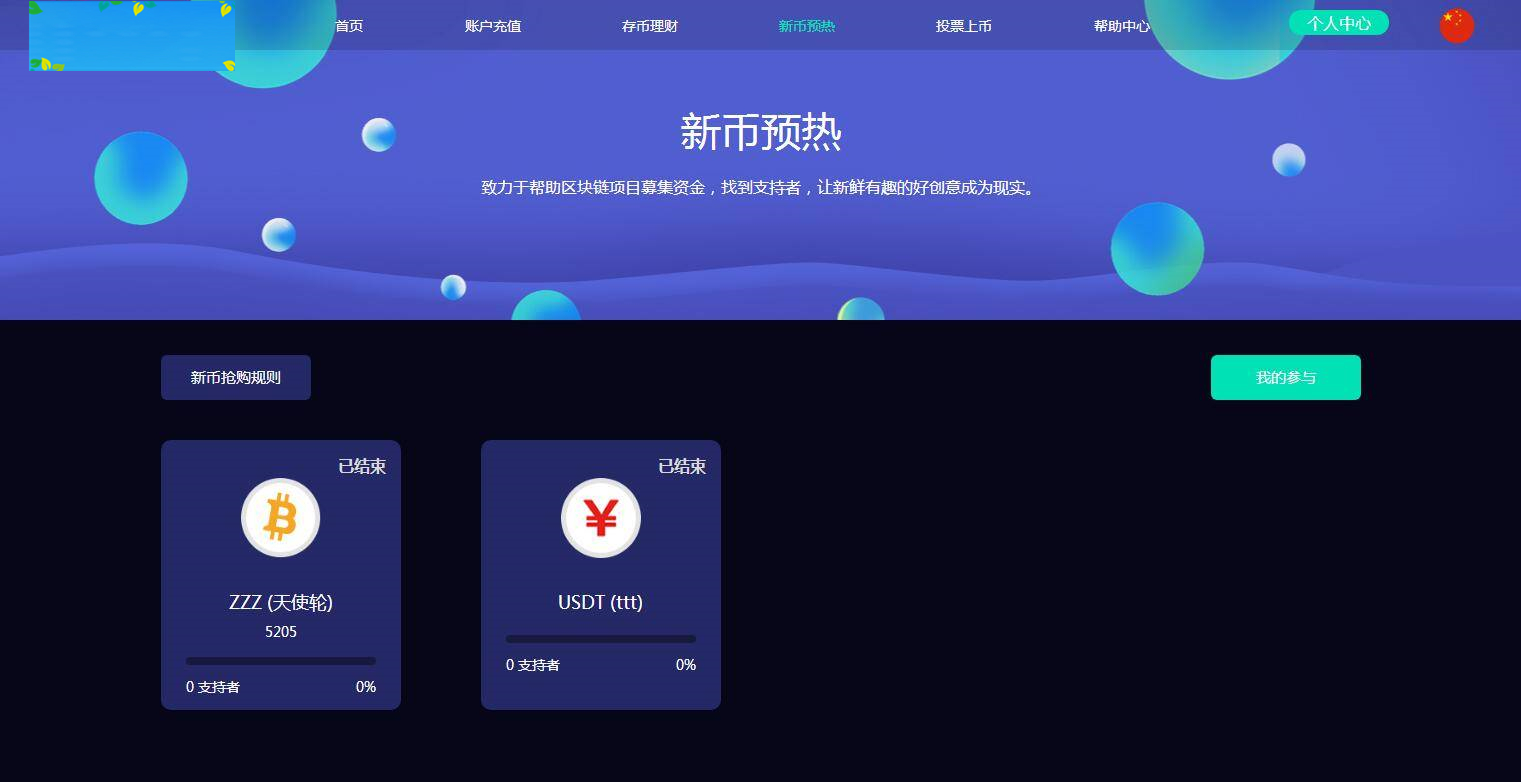 首页
账户充值
存币理财
新币预热
投票上币
帮助中心
个人中心
新币预热
致力于帮助区块链项目募集资金，找到支持者，让新鲜有趣的好创意成为现实。
新币抢购规则
我的参与
已结束
ZZZ (天使轮)
5205
0 支持者 0%
已结束
USDT (ttt)
0 支持者 0%